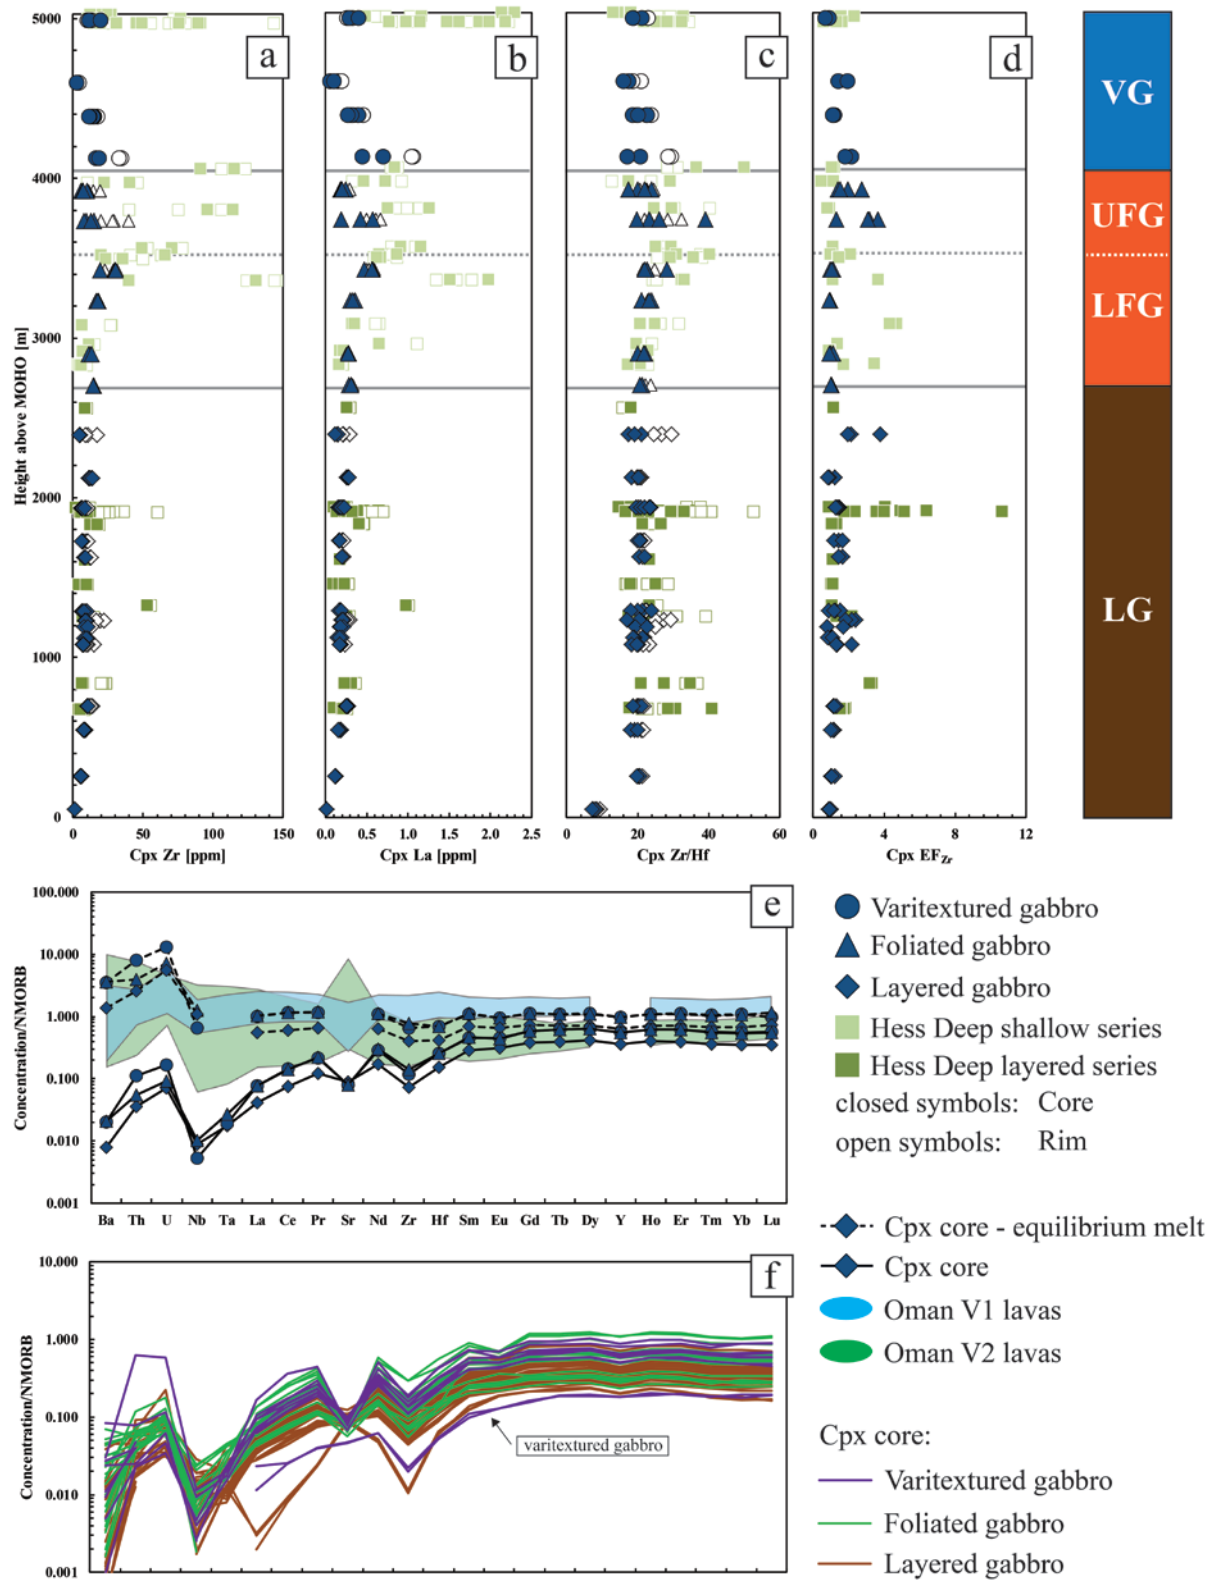 a
b
c
d
5000
4000
3000
2000
1000
0
Height above MOHO [m]
0
50
100
150
Cpx Zr [ppm]
0.0
0.5
1.0
1.5
2.0
2.5
Cpx La [ppm]
0
20
40
60
Cpx Zr/Hf
0
4
8
12
Cpx EFZr
VG
UFG
LFG
LG
e
100.000
10.000
1.000
0.100
0.010
0.001
Concentration/NMORB
Ba Th U Nb Ta La Ce Pr Sr Nd Zr Hf Sm Eu Gd Tb Dy Y Ho Er Tm Yb Lu
Varitextured gabbro
Foliated gabbro
Layered gabbro
Hess Deep shallow series
Hess Deep layered series
closed symbols: Core
open symbols: Rim
Cpx core - equilibrium melt
Cpx core
Oman V1 lavas
Oman V2 lavas
f
10.000
1.000
0.100
0.010
0.001
Concentration/NMORB
varitextured gabbro
Cpx core:
Varitextured gabbro
Foliated gabbro
Layered gabbro